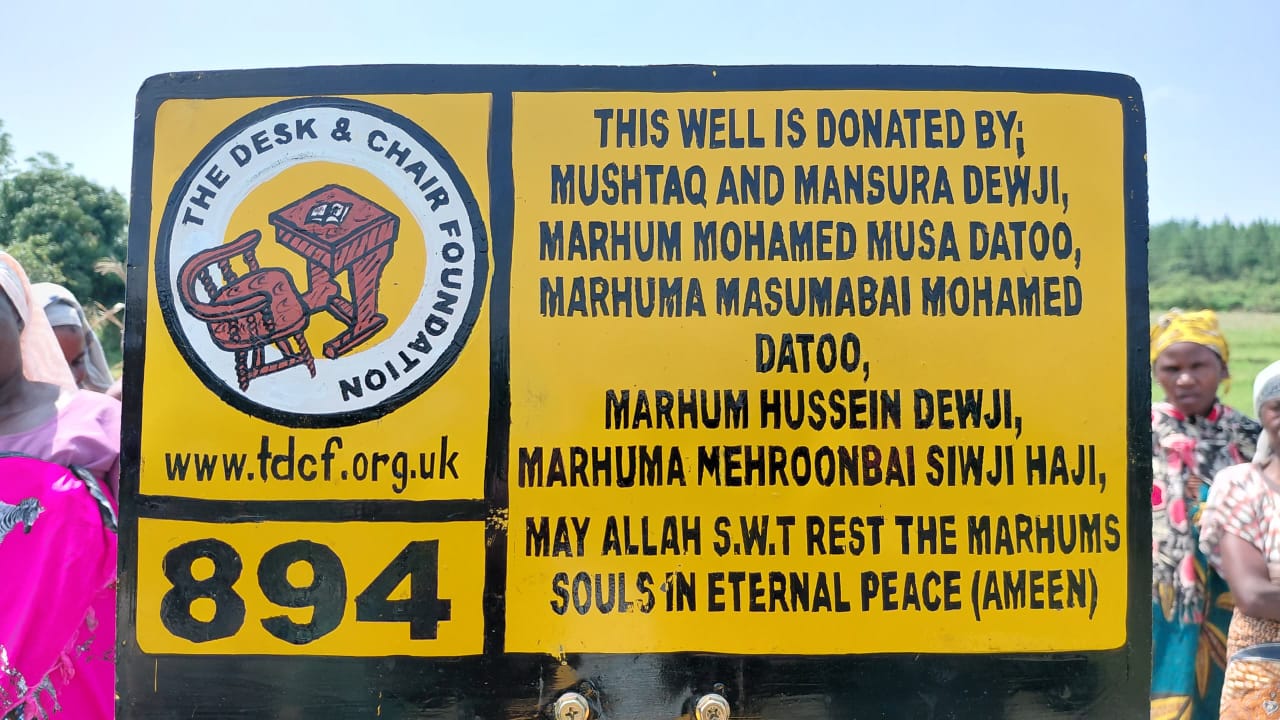 THE DESK & CHAIR FOUNDATION
www.tdcf.org.uk
894
THIS WELL IS DONATED BY;
MUSHTAQ AND MANSURA DEWJI,
MARHUM MOHAMED MUSA DATOO,
MARHUMA MASUMABAI MOHAMED
DATOO,
MARHUM HUSSEIN DEWJI,
MARHUMA MEHROONBAI SIWJI HAJI,
MAY ALLAH S.W.T REST THE MARHUMS
SOULS IN ETERNAL PEACE (AMEEN)